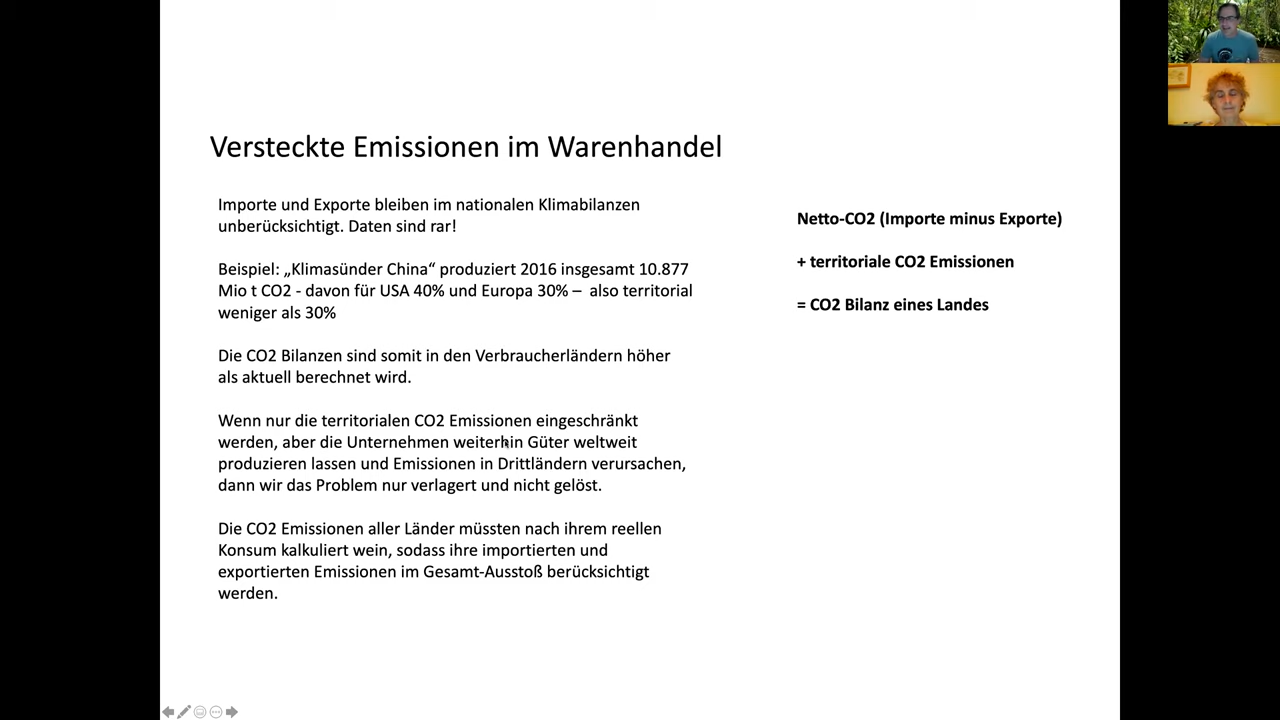 Versteckte Emissionen im Warenhandel
Importe und Exporte bleiben im nationalen Klimabilanzen
unberücksichtigt. Daten sind rar!
Beispiel: „Klimasünder China“ produziert 2016 insgesamt 10.877
Mio t CO2 - davon für USA 40% und Europa 30% – also territorial
weniger als 30%
Die CO2 Bilanzen sind somit in den Verbraucherländern höher
als aktuell berechnet wird.
Wenn nur die territorialen CO2 Emissionen eingeschränkt
werden, aber die Unternehmen weiterhin Güter weltweit
produzieren lassen und Emissionen in Drittländern verursachen,
dann wir das Problem nur verlagert und nicht gelöst.
Die CO2 Emissionen aller Länder müssten nach ihrem reellen
Konsum kalkuliert wein, sodass ihre importierten und
exportierten Emissionen im Gesamt-Ausstoß berücksichtigt
werden.
Netto-CO2 (Importe minus Exporte)
+ territoriale CO2 Emissionen
= CO2 Bilanz eines Landes